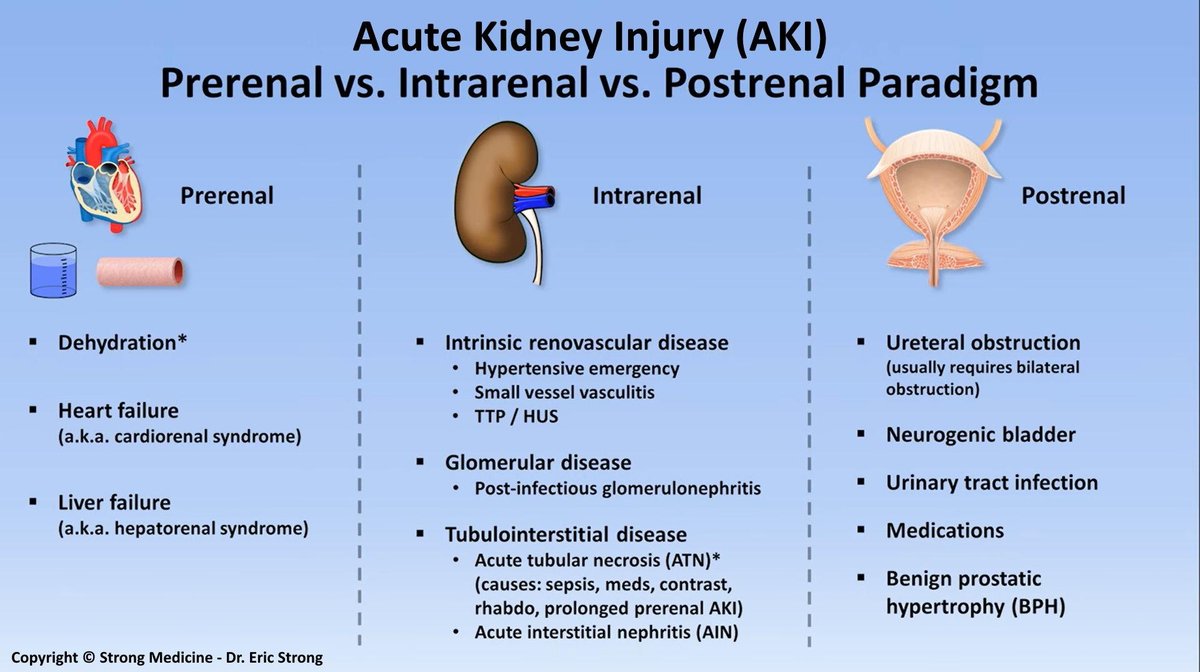 Acute Kidney Injury (AKI)
Prerenal vs. Intrarenal vs. Postrenal Paradigm
Prerenal
▪ Dehydration*
▪ Heart failure
(a.k.a. cardiorenal syndrome)
▪ Liver failure
(a.k.a. hepatorenal syndrome)
Intrarenal
▪ Intrinsic renovascular disease
• Hypertensive emergency
• Small vessel vasculitis
• TTP / HUS
▪ Glomerular disease
• Post-infectious glomerulonephritis
▪ Tubulointerstitial disease
• Acute tubular necrosis (ATN)*
(causes: sepsis, meds, contrast,
rhabdo, prolonged prerenal AKI)
• Acute interstitial nephritis (AIN)
Postrenal
▪ Ureteral obstruction
(usually requires bilateral
obstruction)
▪ Neurogenic bladder
▪ Urinary tract infection
▪ Medications
▪ Benign prostatic
hypertrophy (BPH)
Copyright © Strong Medicine - Dr. Eric Strong